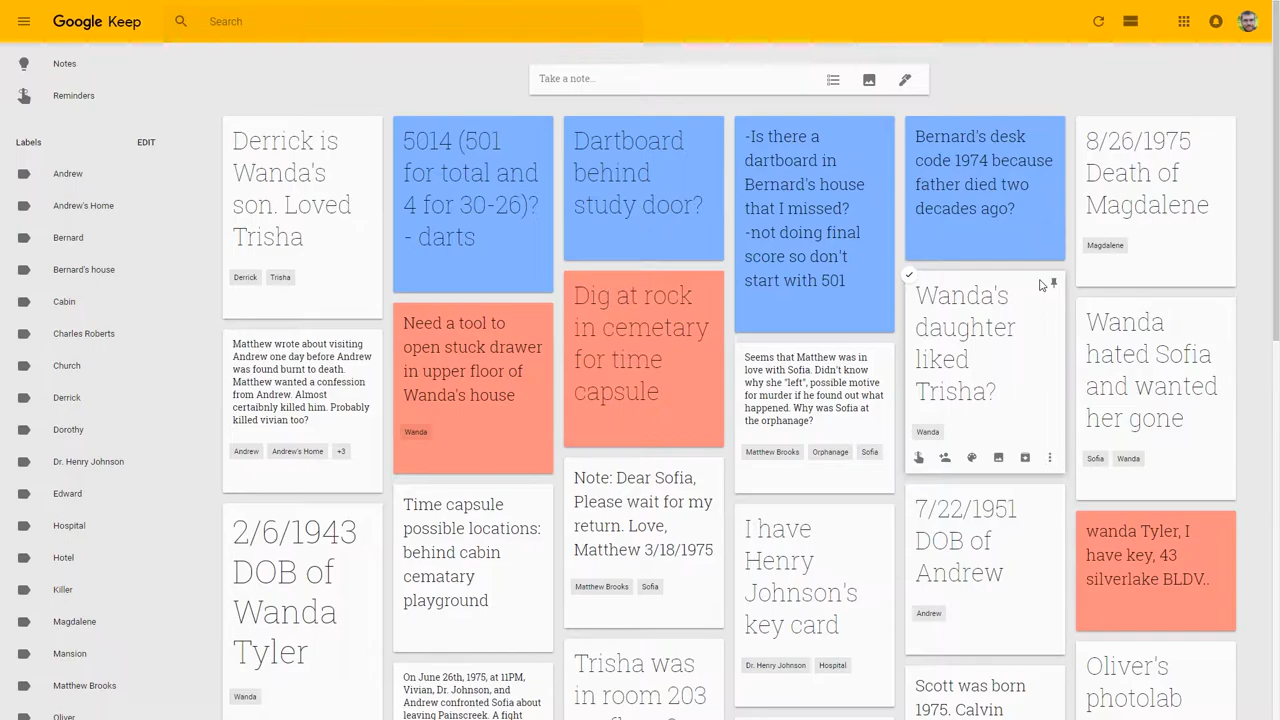 Google Keep
Search
Notes
Reminders
Labels
EDIT
Andrew
Andrew's Home
Bernard
Bernard's house
Cabin
Charles Roberts
Church
Derrick
Dorothy
Dr. Henry Johnson
Edward
Hospital
Hotel
Killer
Magdalene
Mansion
Matthew Brooks
Oliver
Take a note...
Derrick is
Wanda's
son. Loved
Trisha
Derrick
Trisha
Matthew wrote about visiting
Andrew one day before Andrew
was found burnt to death.
Matthew wanted a confession
from Andrew. Almost
certaibnly killed him. Probably
killed vivian too?
Andrew
Andrew's Home
+3
2/6/1943
DOB of
Wanda
Tyler
Wanda
5014 (501
for total and
4 for 30-26)?
- darts
Need a tool to
open stuck drawer
in upper floor of
Wanda's house
Wanda
Time capsule
possible locations:
behind cabin
cematary
playground
On June 26th, 1975, at 11PM,
Vivian, Dr. Johnson, and
Andrew confronted Sofia about
leaving Painscreek. A fight
Dartboard
behind
study door?
Dig at rock
in cemetary
for time
capsule
Note: Dear Sofia,
Please wait for my
return. Love,
Matthew 3/18/1975
Matthew Brooks
Sofia
Trisha was
in room 203
-Is there a
dartboard in
Bernard's house
that I missed?
-not doing final
score so don't
start with 501
Seems that Matthew was in
love with Sofia. Didn't know
why she "left", possible motive
for murder if he found out what
happened. Why was Sofia at
the orphanage?
Matthew Brooks
Orphanage
Sofia
I have
Henry
Johnson's
key card
Dr. Henry Johnson
Hospital
Bernard's desk
code 1974 because
father died two
decades ago?
Wanda's
daughter
liked
Trisha?
Wanda
7/22/1951
DOB of
Andrew
Andrew
Scott was born
1975. Calvin
8/26/1975
Death of
Magdalene
Magdalene
Wanda
hated Sofia
and wanted
her gone
Sofia
Wanda
wanda Tyler, I
have key, 43
silverlake BLDV..
Oliver's
photolab